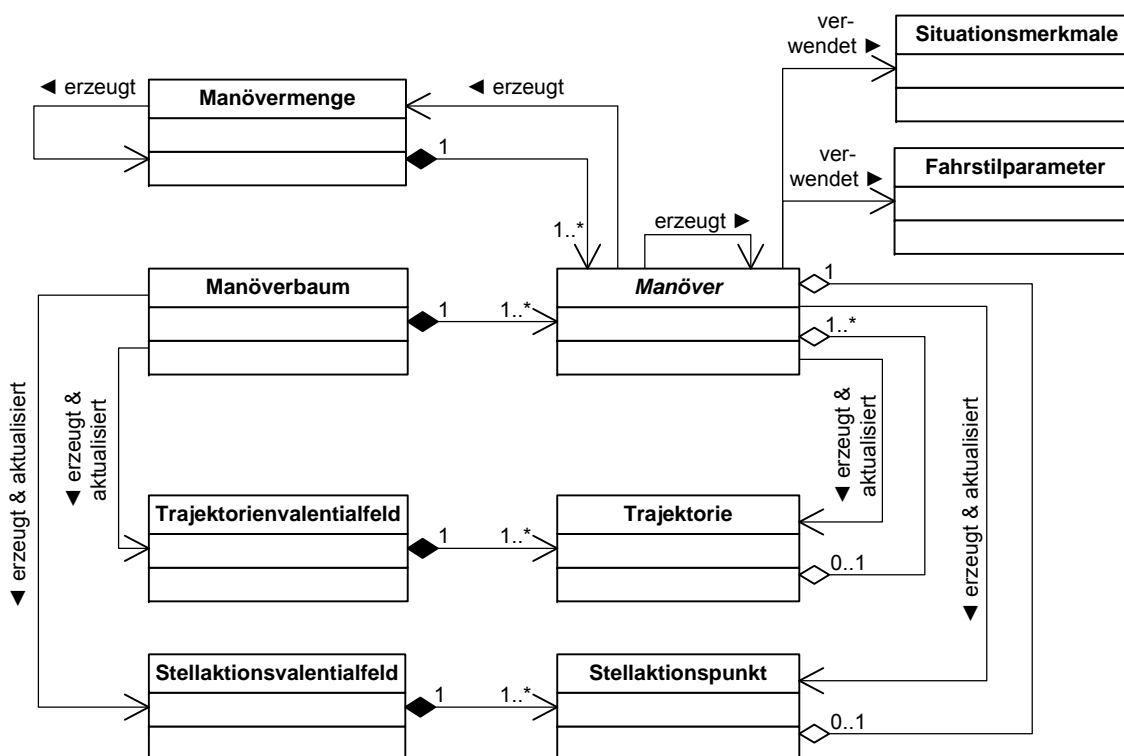 ver-
wendet ►
Situationsmerkmale
◄ erzeugt
Manövermenge
◄ erzeugt
1
1..*
ver-
wendet ►
Fahrstilparameter
erzeugt ►
Manöverbaum
1
1..*
Manöver
1
1..*
◄ erzeugt & aktualisiert
◄ erzeugt &
aktualisiert
◄ erzeugt &
aktualisiert
◄ erzeugt & aktualisiert
Trajektorienvalentialfeld
1
1..*
Trajektorie
0..1
Stellaktionsvalentialfeld
1
1..*
Stellaktionspunkt
0..1